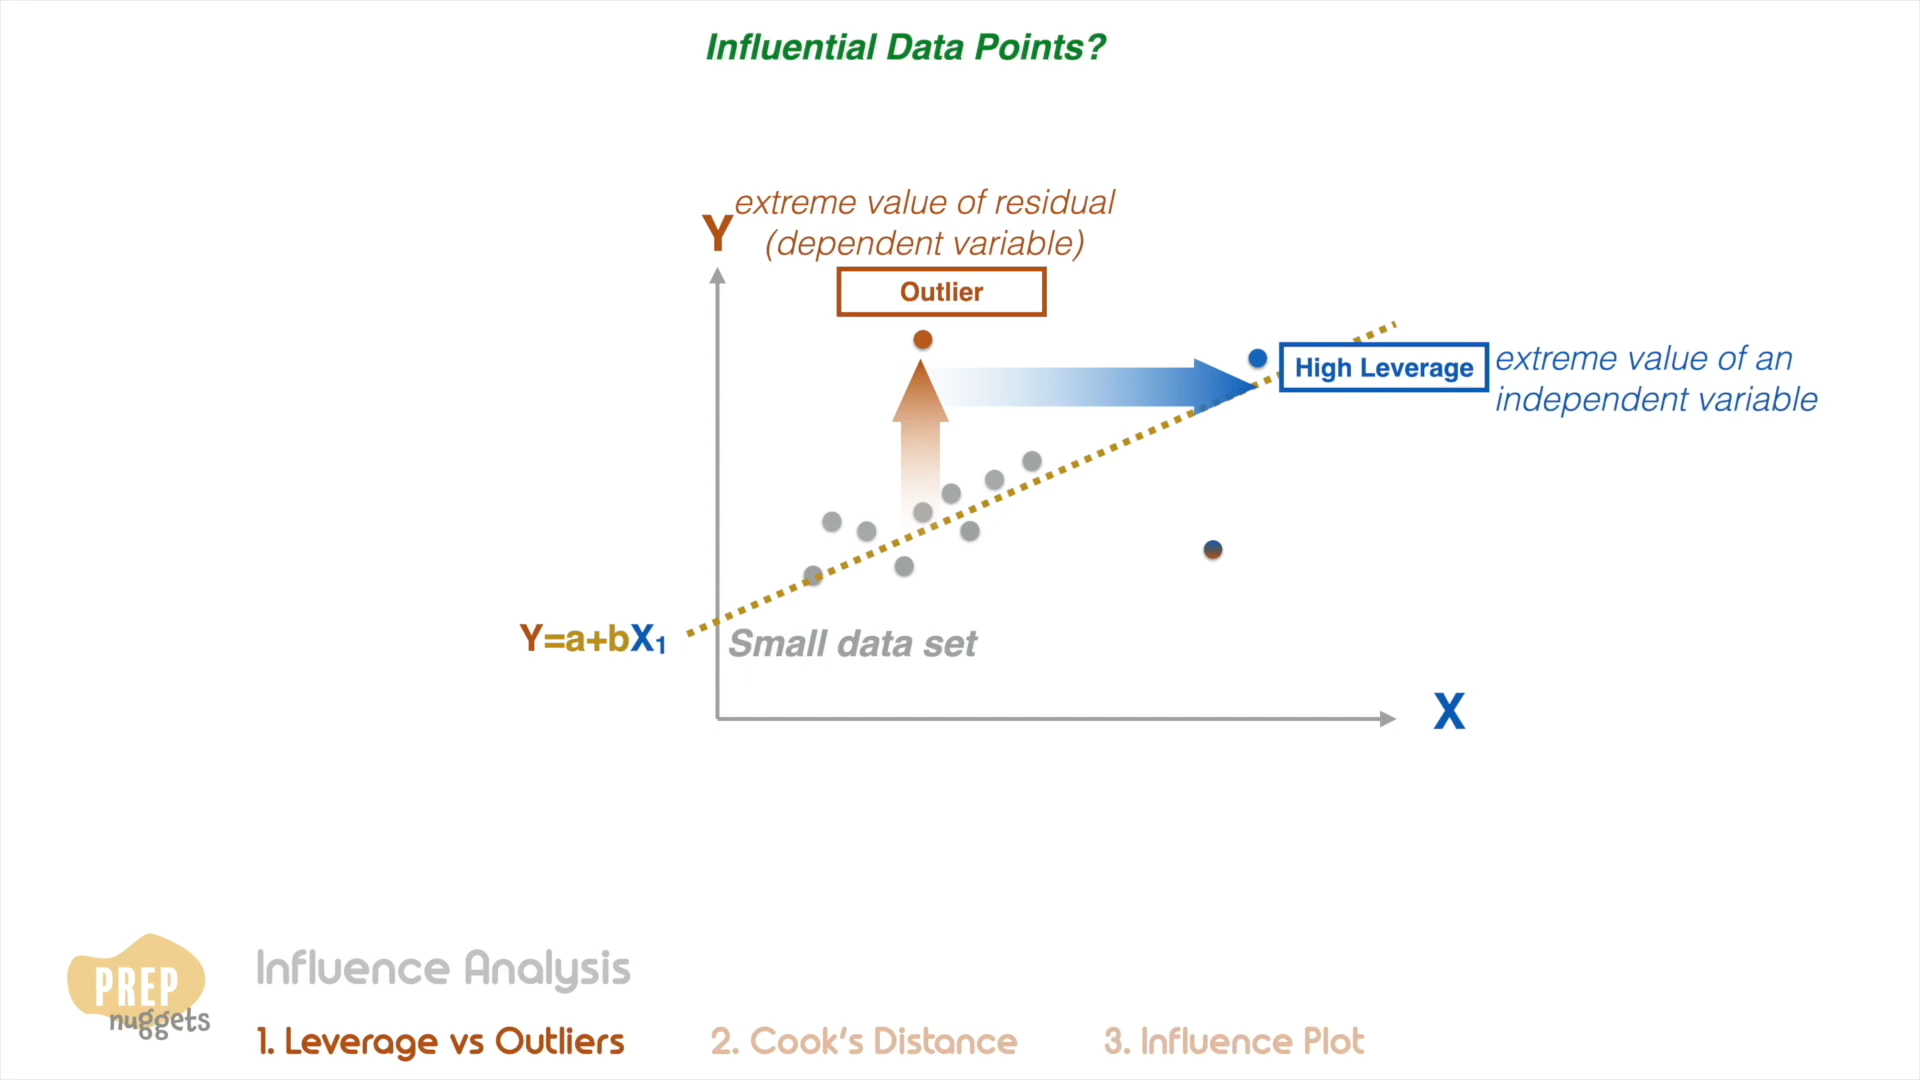 Influential Data Points?
extreme value of residual
(dependent variable)
Y
Outlier
High Leverage
extreme value of an
independent variable
Y=a+bX₁
Small data set
X
PREP
nuggets
Influence Analysis
1. Leverage vs Outliers
2. Cook's Distance
3. Influence Plot